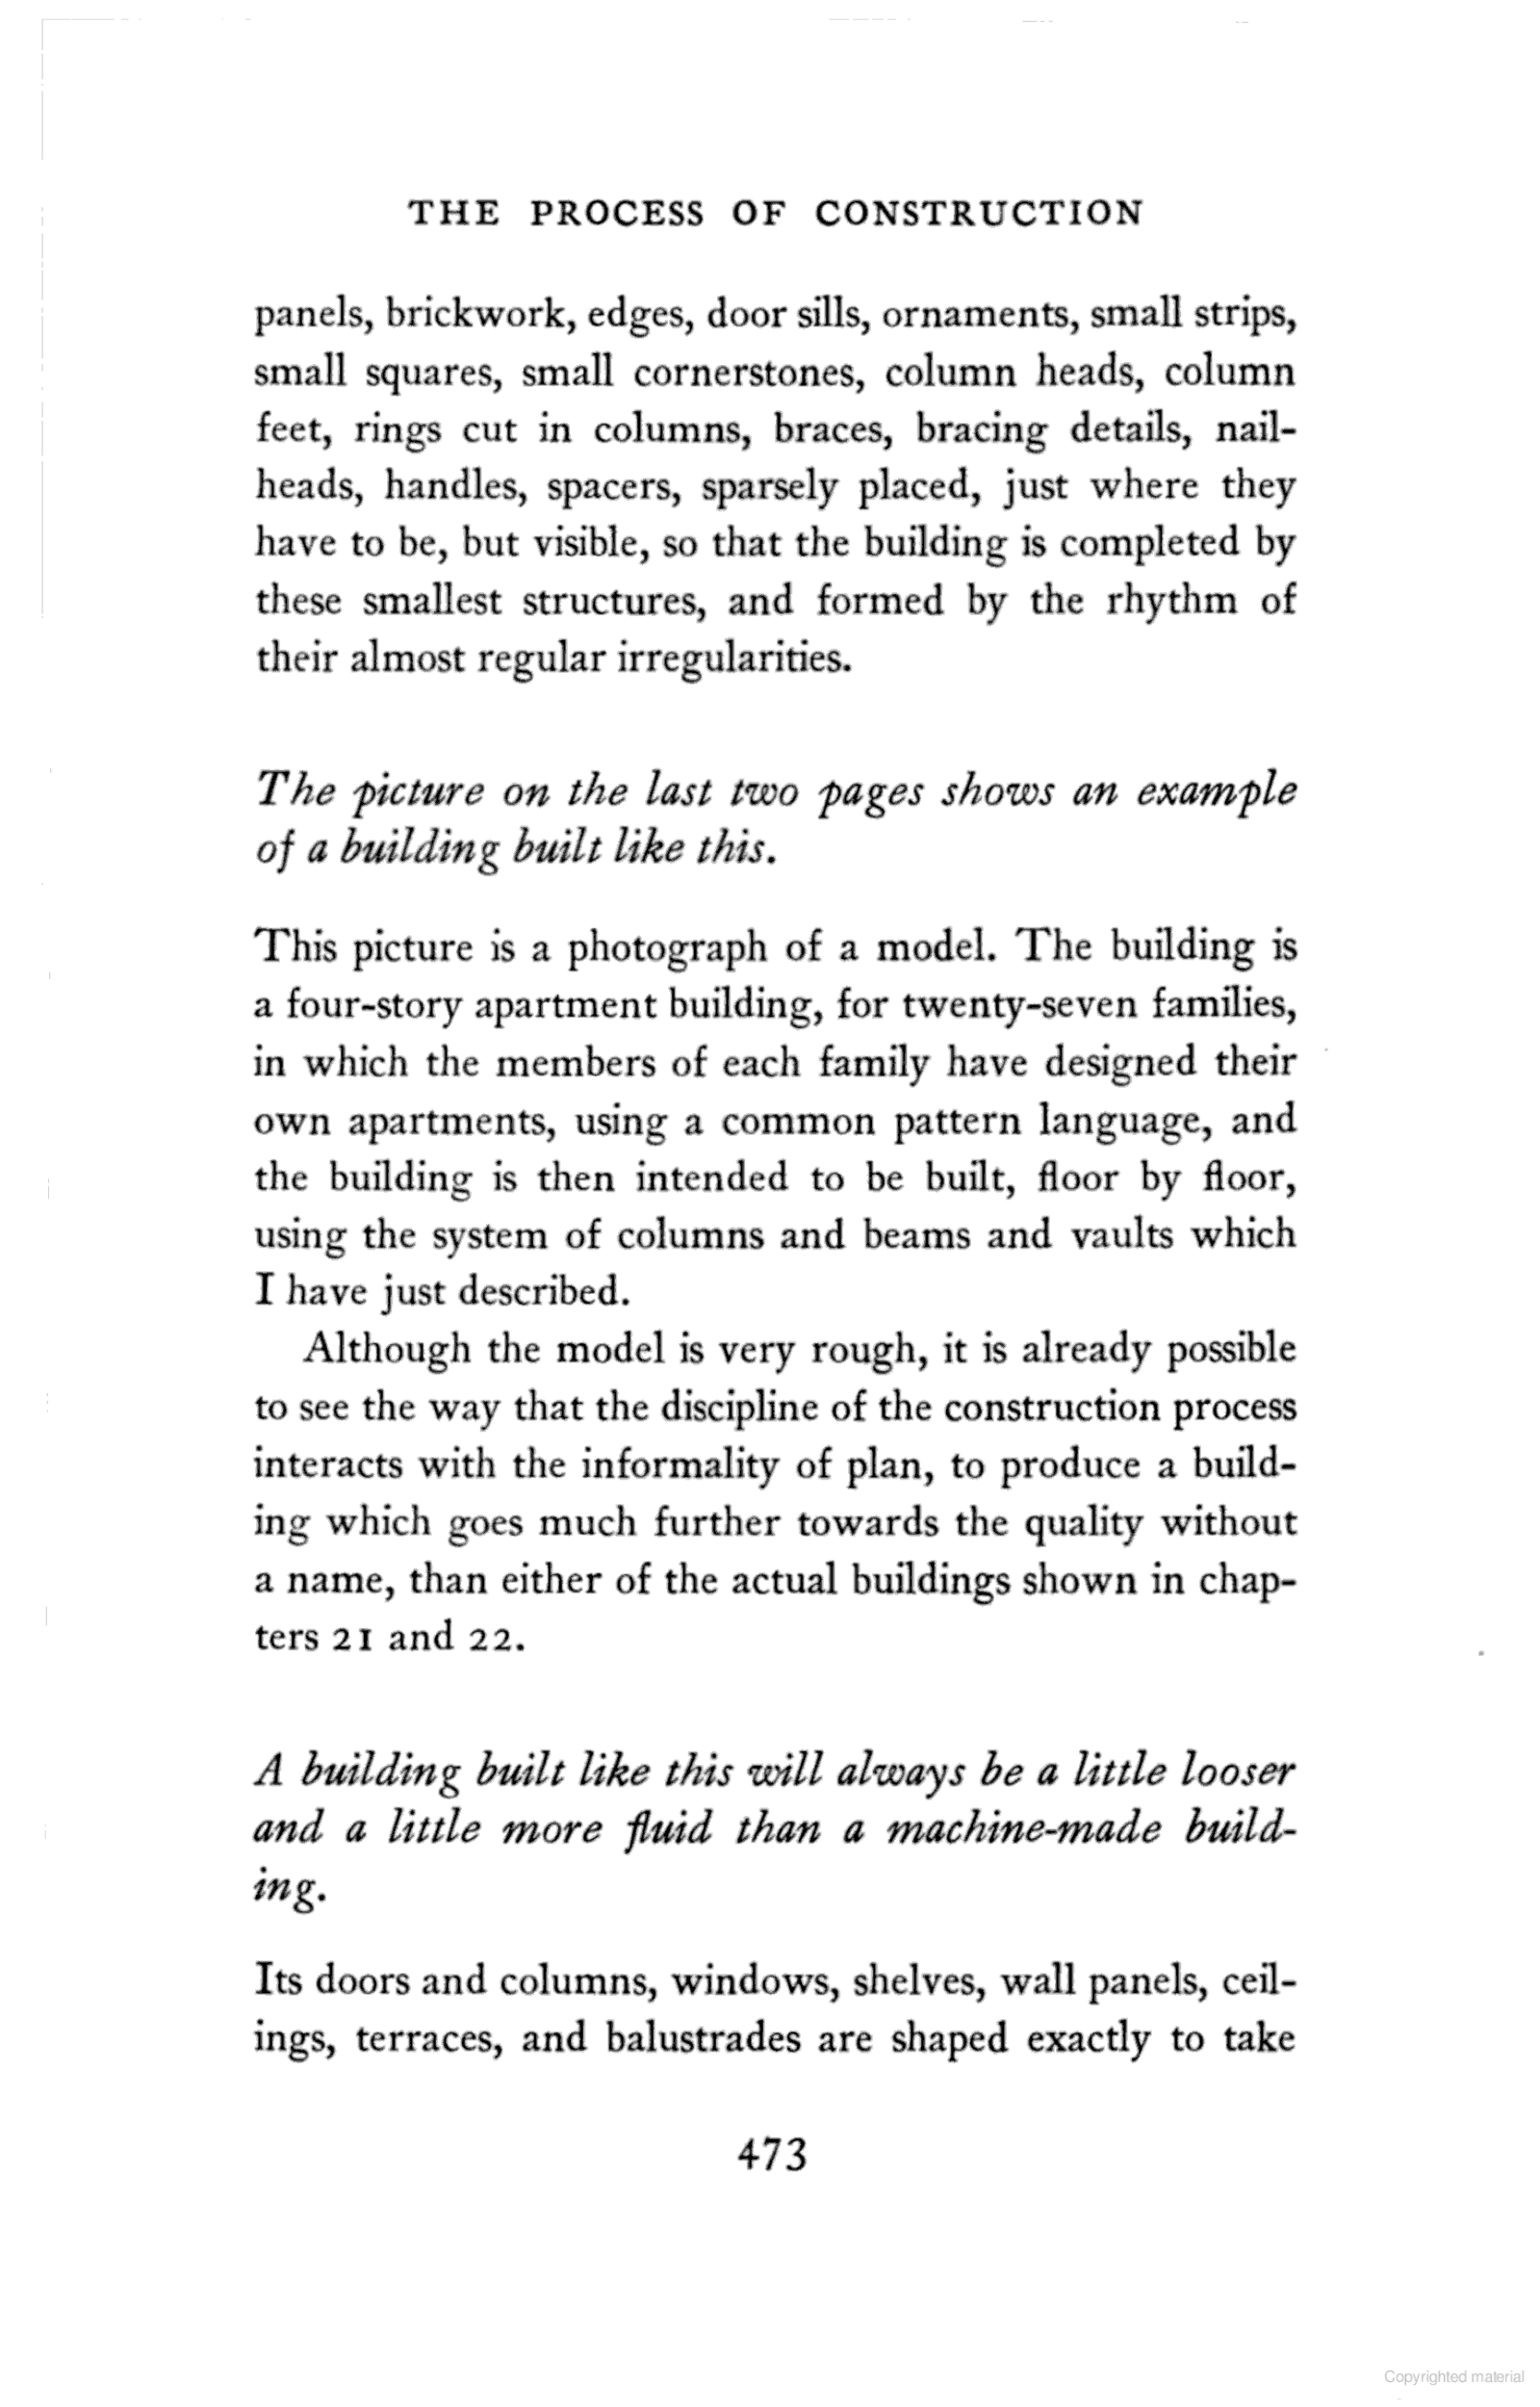 THE PROCESS OF CONSTRUCTION
panels, brickwork, edges, door sills, ornaments, small strips,
small squares, small cornerstones, column heads, column
feet, rings cut in columns, braces, bracing details, nail-
heads, handles, spacers, sparsely placed, just where they
have to be, but visible, so that the building is completed by
these smallest structures, and formed by the rhythm of
their almost regular irregularities.
The picture on the last two pages shows an example
of a building built like this.
This picture is a photograph of a model. The building is
a four-story apartment building, for twenty-seven families,
in which the members of each family have designed their
own apartments, using a common pattern language, and
the building is then intended to be built, floor by floor,
using the system of columns and beams and vaults which
I have just described.
Although the model is very rough, it is already possible
to see the way that the discipline of the construction process
interacts with the informality of plan, to produce a build-
ing which goes much further towards the quality without
a name, than either of the actual buildings shown in chap-
ters 21 and 22.
A building built like this will always be a little looser
and a little more fluid than a machine-made build-
ing.
Its doors and columns, windows, shelves, wall panels, ceil-
ings, terraces, and balustrades are shaped exactly to take
473
Copyrighted material